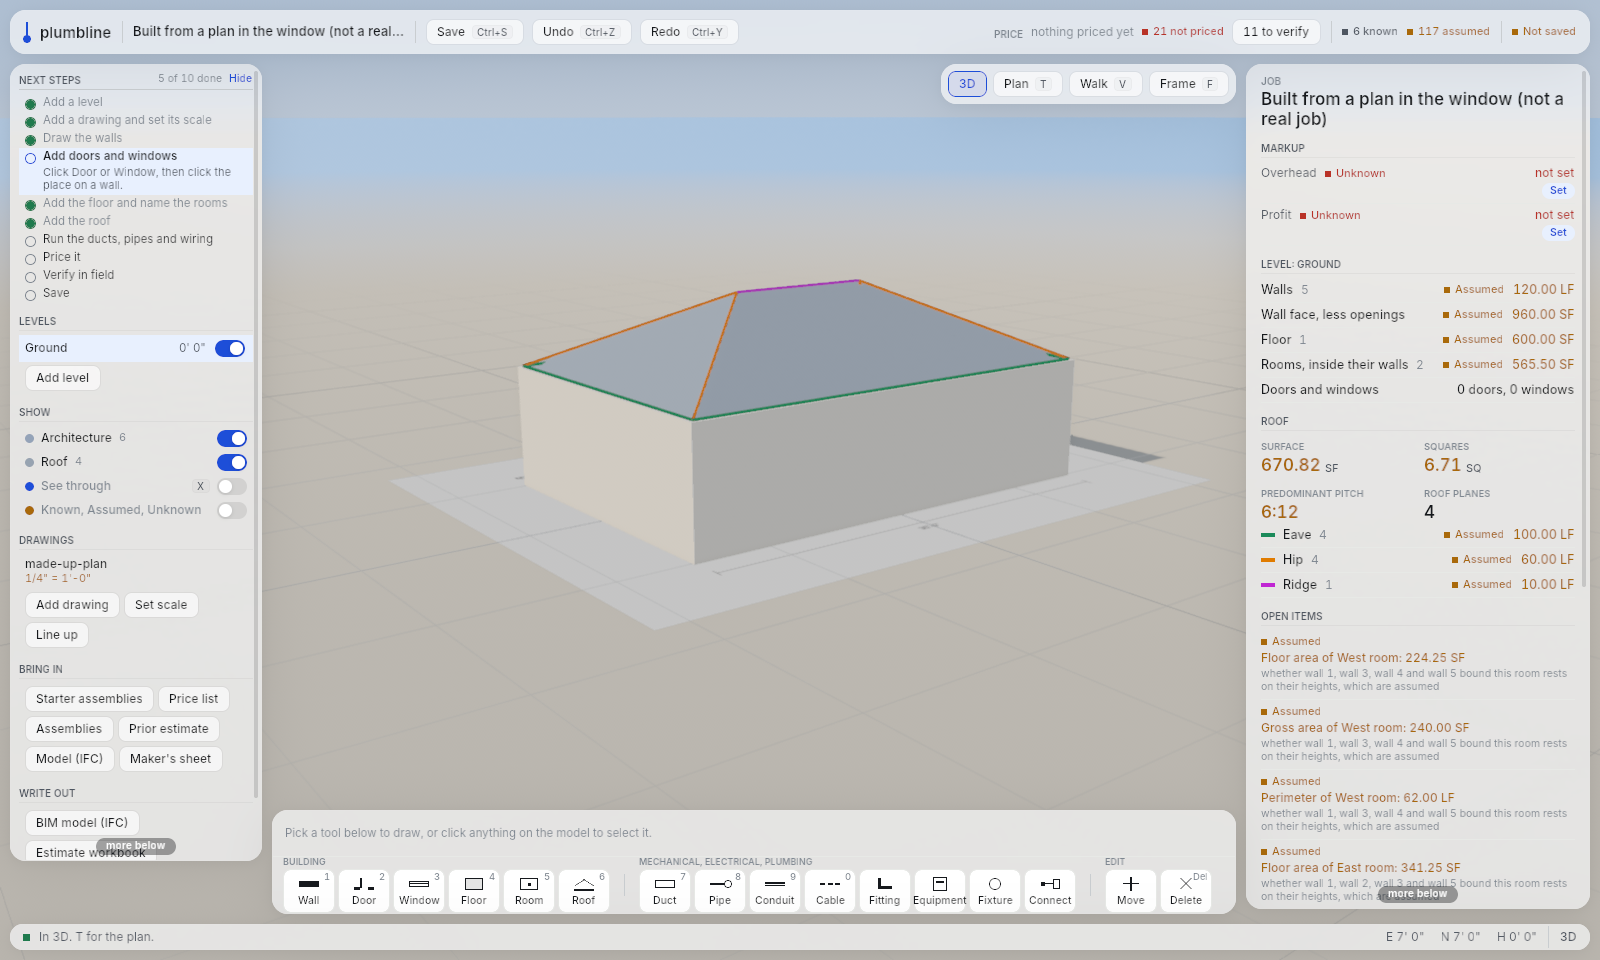 plumbline
Built from a plan in the window (not a real...
Save Ctrl+S
Undo Ctrl+Z
Redo Ctrl+Y
PRICE nothing priced yet
21 not priced
11 to verify
6 known
117 assumed
Not saved
NEXT STEPS
5 of 10 done Hide
Add a level
Add a drawing and set its scale
Draw the walls
Add doors and windows
Click Door or Window, then click the
place on a wall.
Add the floor and name the rooms
Add the roof
Run the ducts, pipes and wiring
Price it
Verify in field
Save
LEVELS
Ground 0' 0"
Add level
SHOW
Architecture 6
Roof 4
See through X
Known, Assumed, Unknown
DRAWINGS
made-up-plan
1/4" = 1'-0"
Add drawing
Set scale
Line up
BRING IN
Starter assemblies
Price list
Assemblies
Prior estimate
Model (IFC)
Maker's sheet
WRITE OUT
BIM model (IFC)
Estimate workbook
more below
3D
Plan T
Walk V
Frame F
Pick a tool below to draw, or click anything on the model to select it.
BUILDING
1 Wall
2 Door
3 Window
4 Floor
5 Room
6 Roof
MECHANICAL, ELECTRICAL, PLUMBING
7 Duct
8 Pipe
9 Conduit
0 Cable
Fitting
Equipment
Fixture
Connect
EDIT
Move
Del Delete
JOB
Built from a plan in the window (not a
real job)
MARKUP
Overhead Unknown not set
Set
Profit Unknown not set
Set
LEVEL: GROUND
Walls 5 Assumed 120.00 LF
Wall face, less openings Assumed 960.00 SF
Floor 1 Assumed 600.00 SF
Rooms, inside their walls 2 Assumed 565.50 SF
Doors and windows 0 doors, 0 windows
ROOF
SURFACE SQUARES
670.82 SF 6.71 SQ
PREDOMINANT PITCH ROOF PLANES
6:12 4
Eave 4 Assumed 100.00 LF
Hip 4 Assumed 60.00 LF
Ridge 1 Assumed 10.00 LF
OPEN ITEMS
Assumed
Floor area of West room: 224.25 SF
whether wall 1, wall 3, wall 4 and wall 5 bound this room rests
on their heights, which are assumed
Assumed
Gross area of West room: 240.00 SF
whether wall 1, wall 3, wall 4 and wall 5 bound this room rests
on their heights, which are assumed
Assumed
Perimeter of West room: 62.00 LF
whether wall 1, wall 3, wall 4 and wall 5 bound this room rests
on their heights, which are assumed
Assumed
Floor area of East room: 341.25 SF
whether wall 1, wall 2, wall 3 and wall 5 bound this room rests
on their heights, which are assumed
more below
In 3D. T for the plan.
E 7' 0" N 7' 0" H 0' 0" 3D